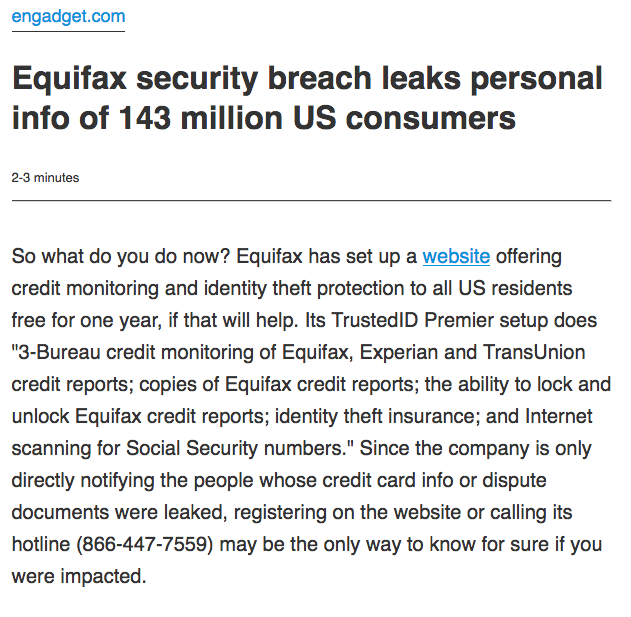 engadget.com
Equifax security breach leaks personal
info of 143 million US consumers
2-3 minutes
So what do you do now? Equifax has set up a website offering
credit monitoring and identity theft protection to all US residents
free for one year, if that will help. Its TrustedID Premier setup does
"3-Bureau credit monitoring of Equifax, Experian and TransUnion
credit reports; copies of Equifax credit reports; the ability to lock and
unlock Equifax credit reports; identity theft insurance; and Internet
scanning for Social Security numbers." Since the company is only
directly notifying the people whose credit card info or dispute
documents were leaked, registering on the website or calling its
hotline (866-447-7559) may be the only way to know for sure if you
were impacted.